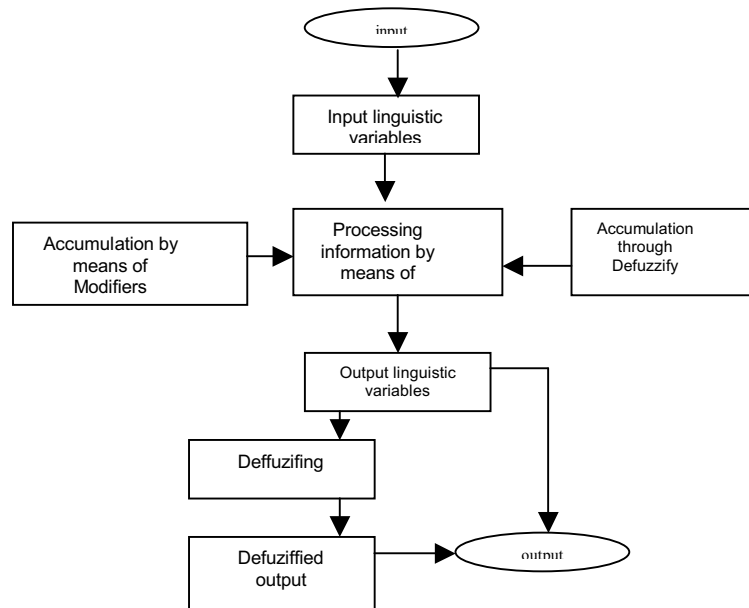 input
Input linguistic
variables
Accumulation by
means of
Modifiers
Processing
information by
means of
Accumulation
through
Defuzzify
Output linguistic
variables
Deffuzifing
Defuziffied
output
output